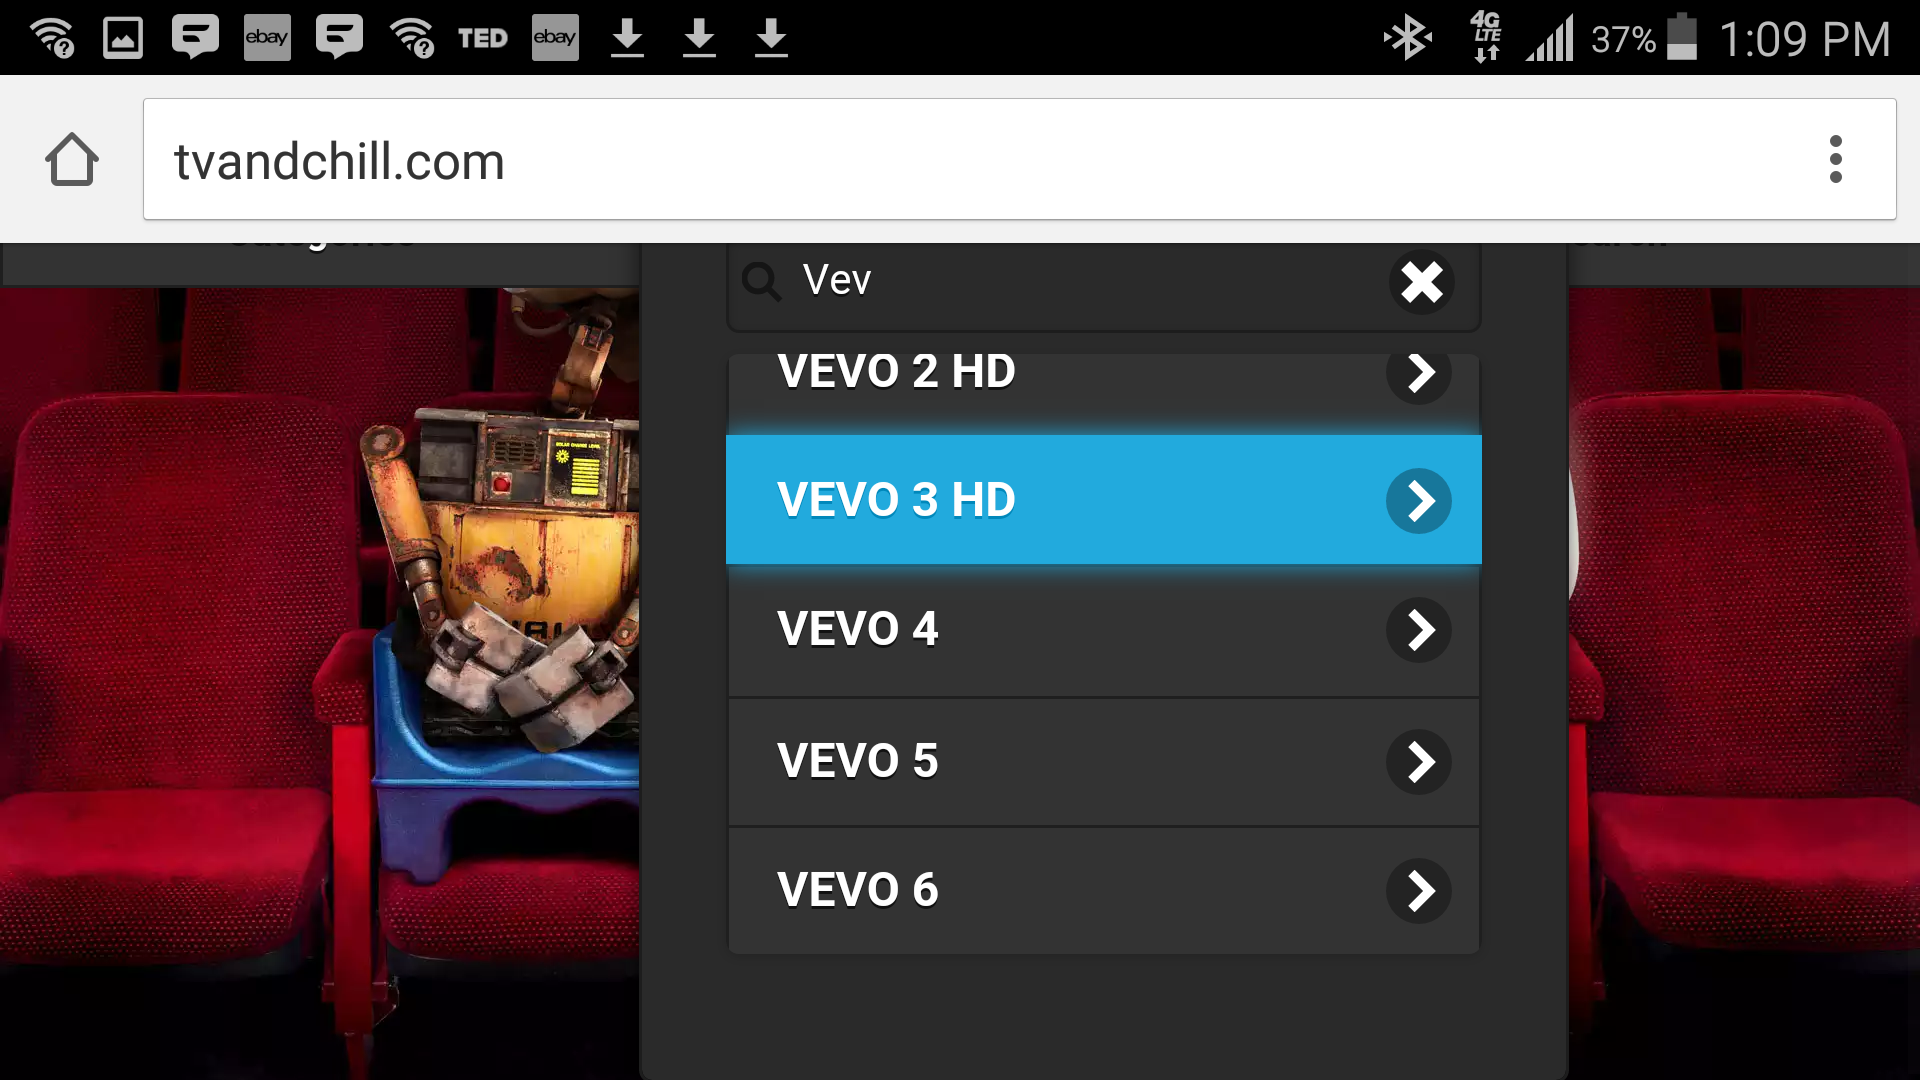 ebay TED ebay 4G LTE 37% 1:09 PM
tvandchill.com
Vev
VEVO 2 HD
VEVO 3 HD
VEVO 4
VEVO 5
VEVO 6